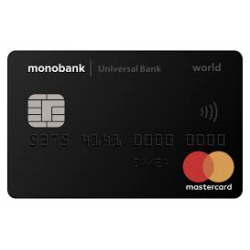 monobank | Universal Bank world
5375 4141 0000 0000
mastercard